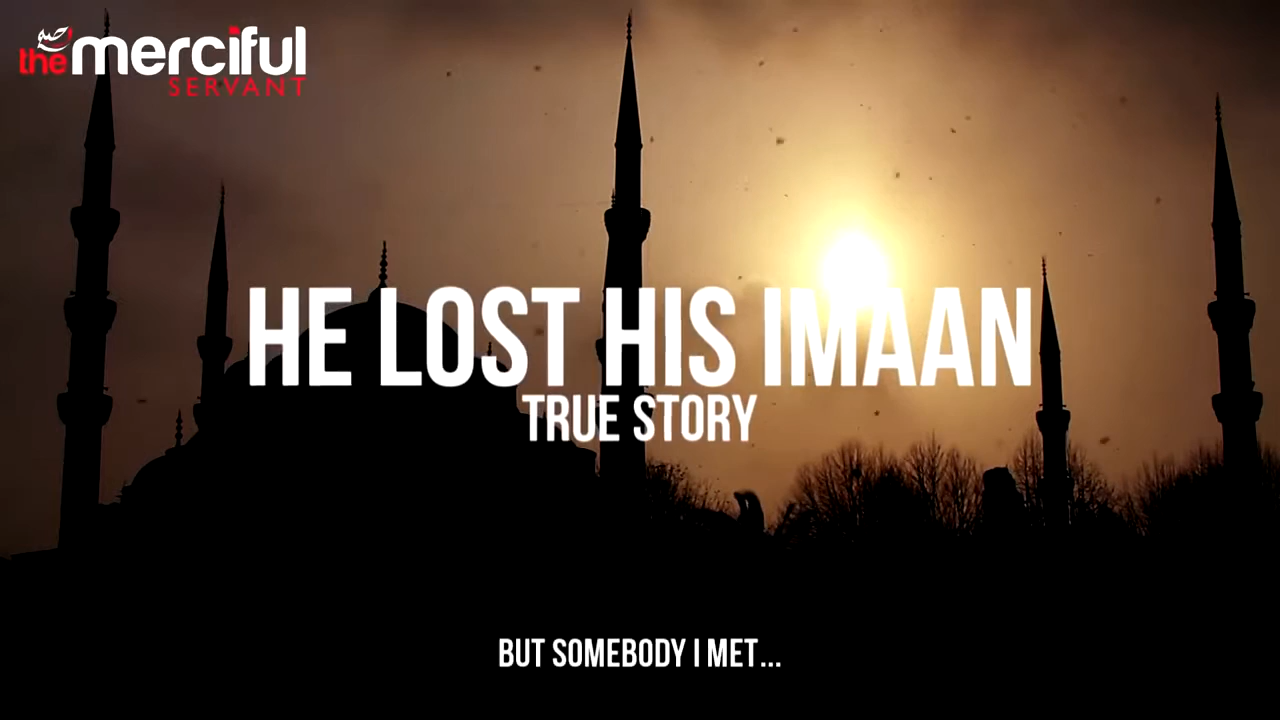 the merciful
SERVANT
HE LOST HIS IMAAN
TRUE STORY
BUT SOMEBODY I MET...